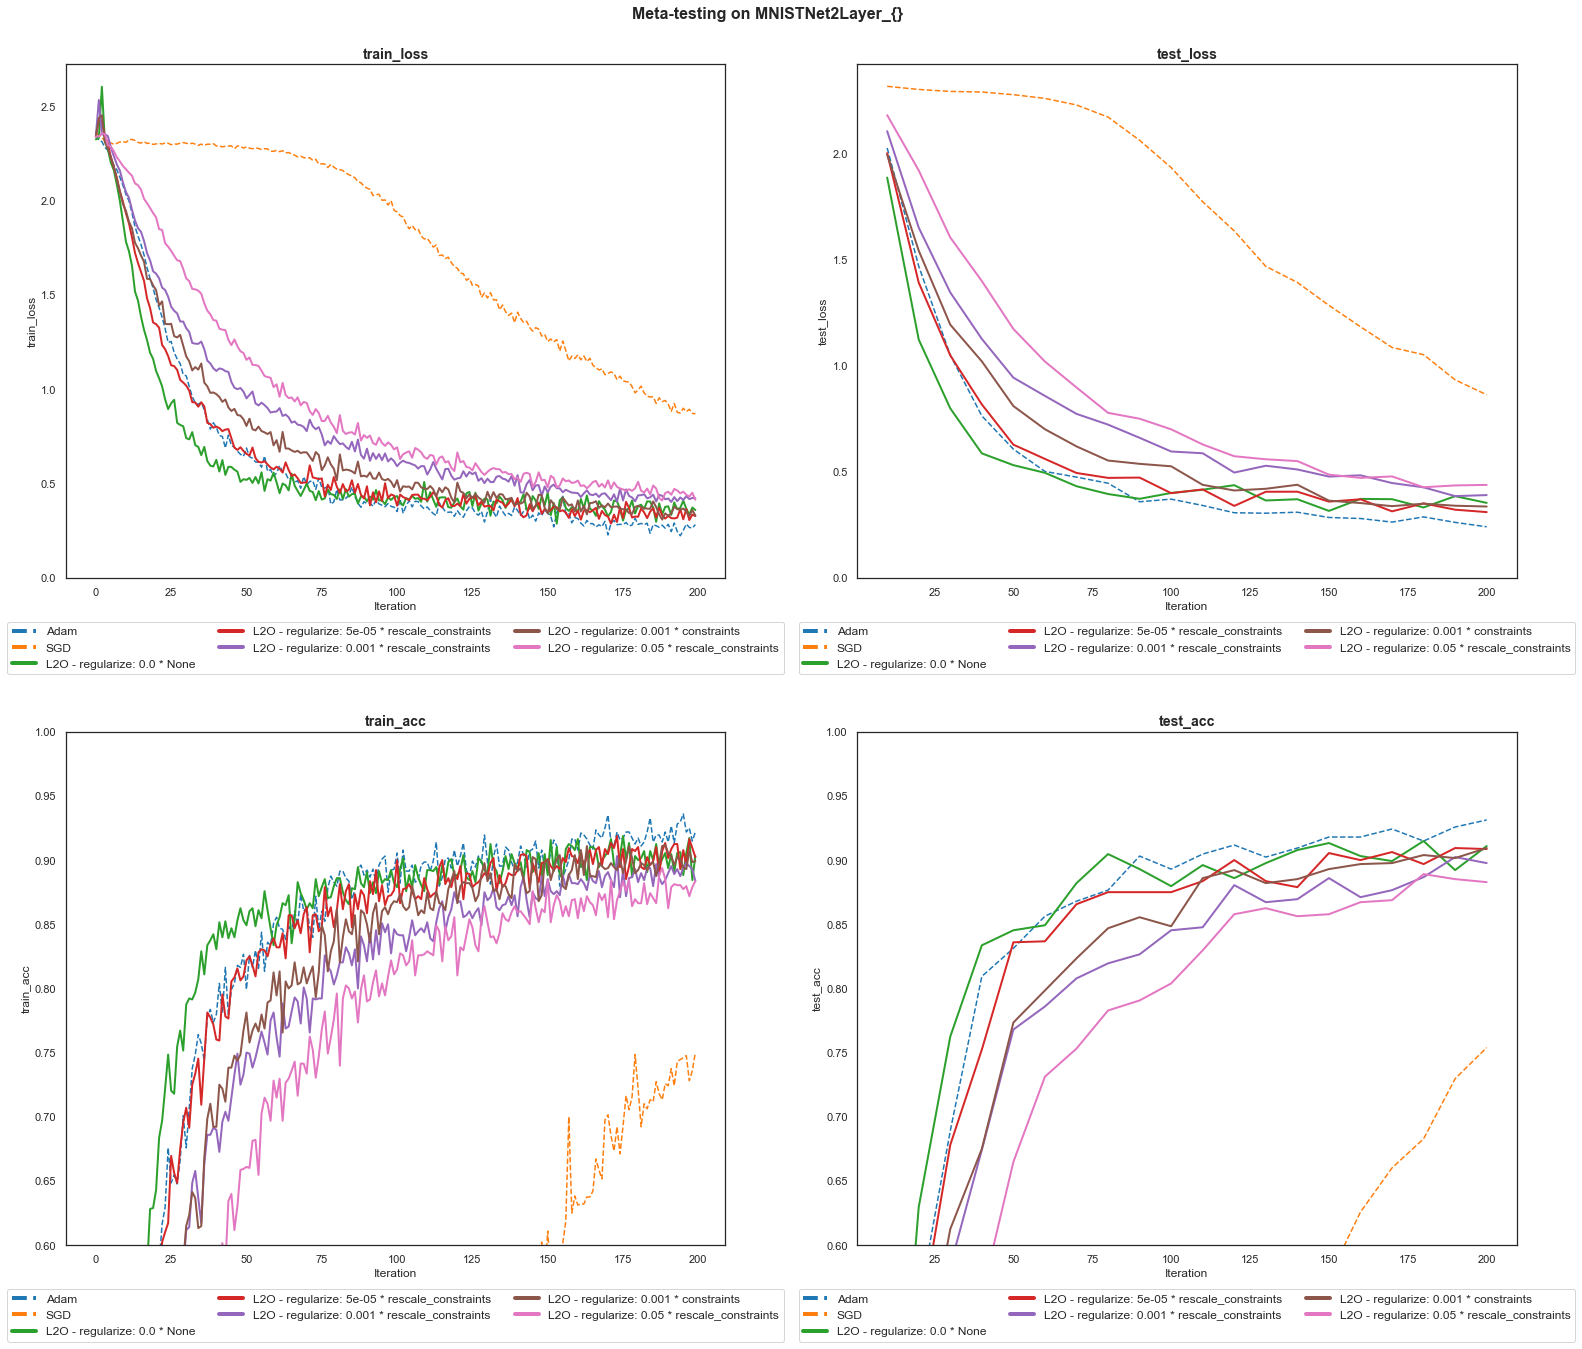 Meta-testing on MNISTNet2Layer_{}
train_loss
2.5
2.0
1.5
1.0
0.5
0.0
train_loss
0 25 50 75 100 125 150 175 200
Iteration
Adam L2O - regularize: 5e-05 * rescale_constraints L2O - regularize: 0.001 * constraints
SGD L2O - regularize: 0.001 * rescale_constraints L2O - regularize: 0.05 * rescale_constraints
L2O - regularize: 0.0 * None
test_loss
2.0
1.5
1.0
0.5
0.0
test_loss
25 50 75 100 125 150 175 200
Iteration
Adam L2O - regularize: 5e-05 * rescale_constraints L2O - regularize: 0.001 * constraints
SGD L2O - regularize: 0.001 * rescale_constraints L2O - regularize: 0.05 * rescale_constraints
L2O - regularize: 0.0 * None
train_acc
1.00
0.95
0.90
0.85
0.80
0.75
0.70
0.65
0.60
train_acc
0 25 50 75 100 125 150 175 200
Iteration
Adam L2O - regularize: 5e-05 * rescale_constraints L2O - regularize: 0.001 * constraints
SGD L2O - regularize: 0.001 * rescale_constraints L2O - regularize: 0.05 * rescale_constraints
L2O - regularize: 0.0 * None
test_acc
1.00
0.95
0.90
0.85
0.80
0.75
0.70
0.65
0.60
test_acc
25 50 75 100 125 150 175 200
Iteration
Adam L2O - regularize: 5e-05 * rescale_constraints L2O - regularize: 0.001 * constraints
SGD L2O - regularize: 0.001 * rescale_constraints L2O - regularize: 0.05 * rescale_constraints
L2O - regularize: 0.0 * None